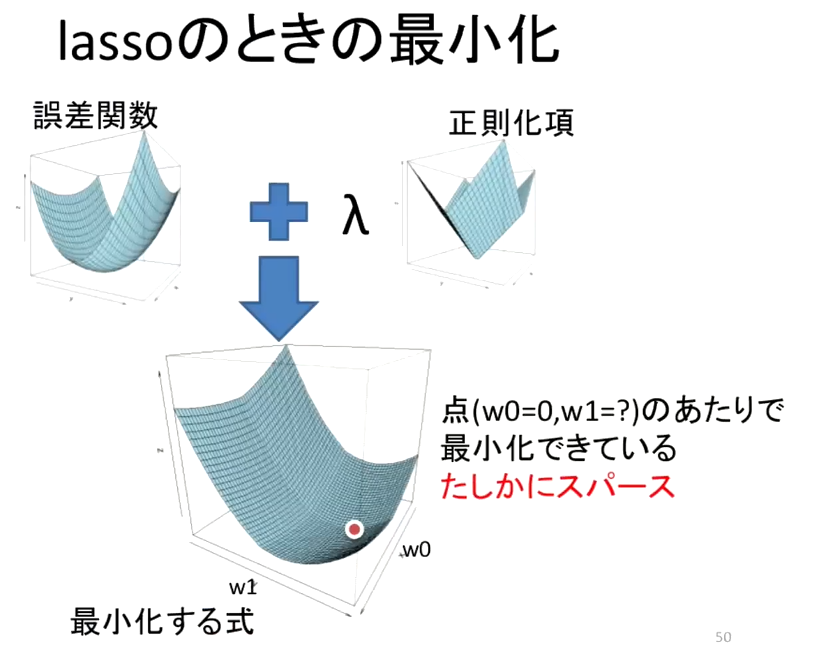 lassoのときの最小化
誤差関数
正則化項
λ
点(w0=0,w1=?)のあたりで
最小化できている
たしかにスパース
w0
w1
最小化する式
50